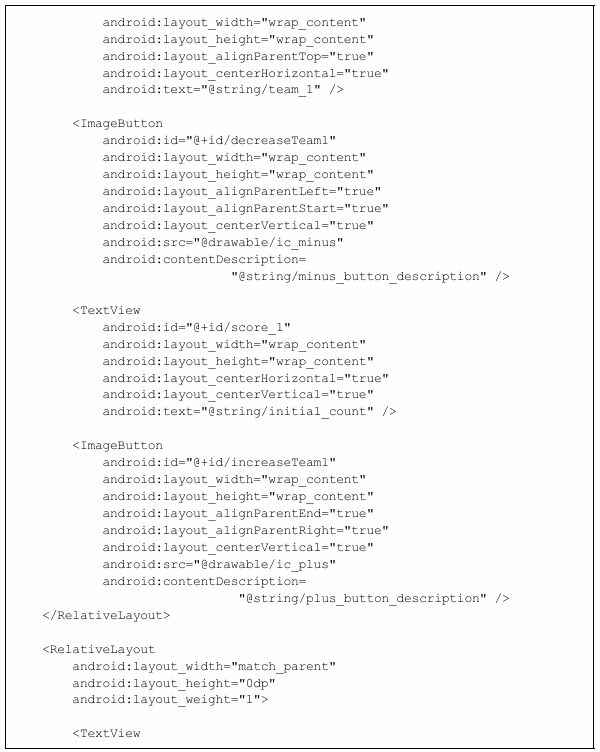 android:layout_width="wrap_content"
android:layout_height="wrap_content"
android:layout_alignParentTop="true"
android:layout_centerHorizontal="true"
android:text="@string/team_1" />
<ImageButton
android:id="@+id/decreaseTeam1"
android:layout_width="wrap_content"
android:layout_height="wrap_content"
android:layout_alignParentLeft="true"
android:layout_alignParentStart="true"
android:layout_centerVertical="true"
android:src="@drawable/ic_minus"
android:contentDescription=
"@string/minus_button_description" />
<TextView
android:id="@+id/score_1"
android:layout_width="wrap_content"
android:layout_height="wrap_content"
android:layout_centerHorizontal="true"
android:layout_centerVertical="true"
android:text="@string/initial_count" />
<ImageButton
android:id="@+id/increaseTeam1"
android:layout_width="wrap_content"
android:layout_height="wrap_content"
android:layout_alignParentEnd="true"
android:layout_alignParentRight="true"
android:layout_centerVertical="true"
android:src="@drawable/ic_plus"
android:contentDescription=
"@string/plus_button_description" />
</RelativeLayout>
<RelativeLayout
android:layout_width="match_parent"
android:layout_height="0dp"
android:layout_weight="1">
<TextView